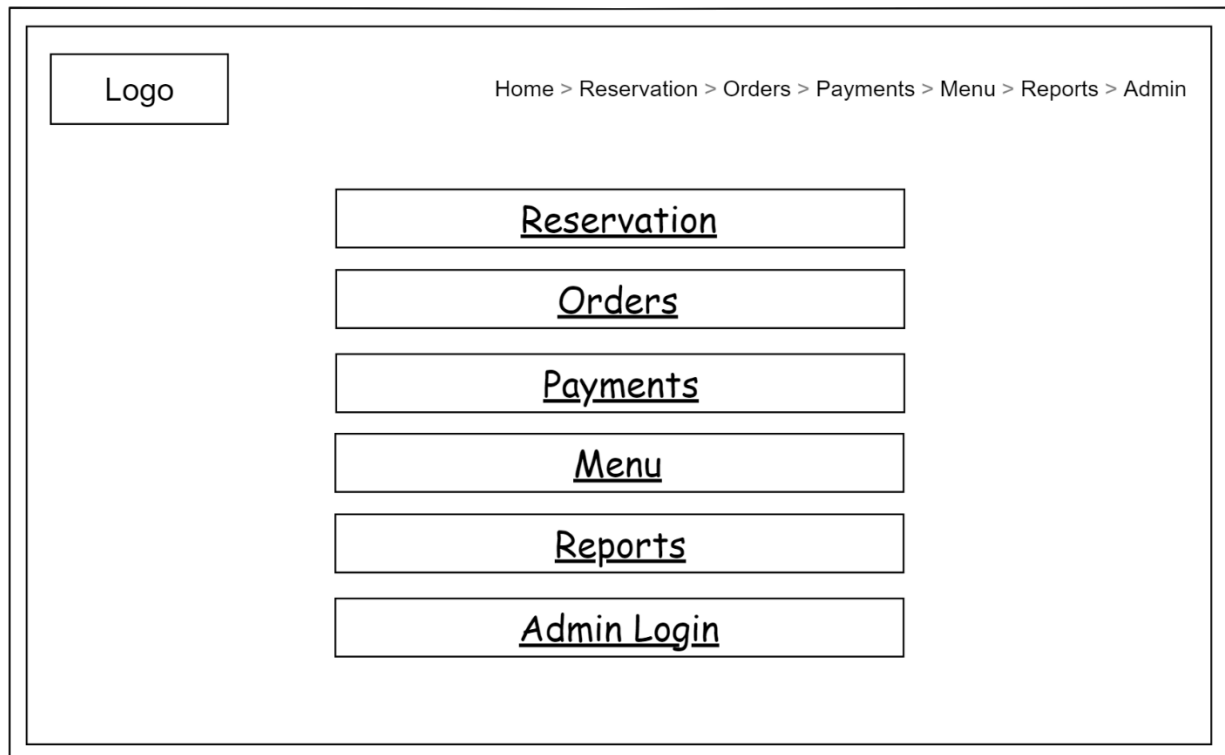 Logo
Home > Reservation > Orders > Payments > Menu > Reports > Admin
Reservation
Orders
Payments
Menu
Reports
Admin Login